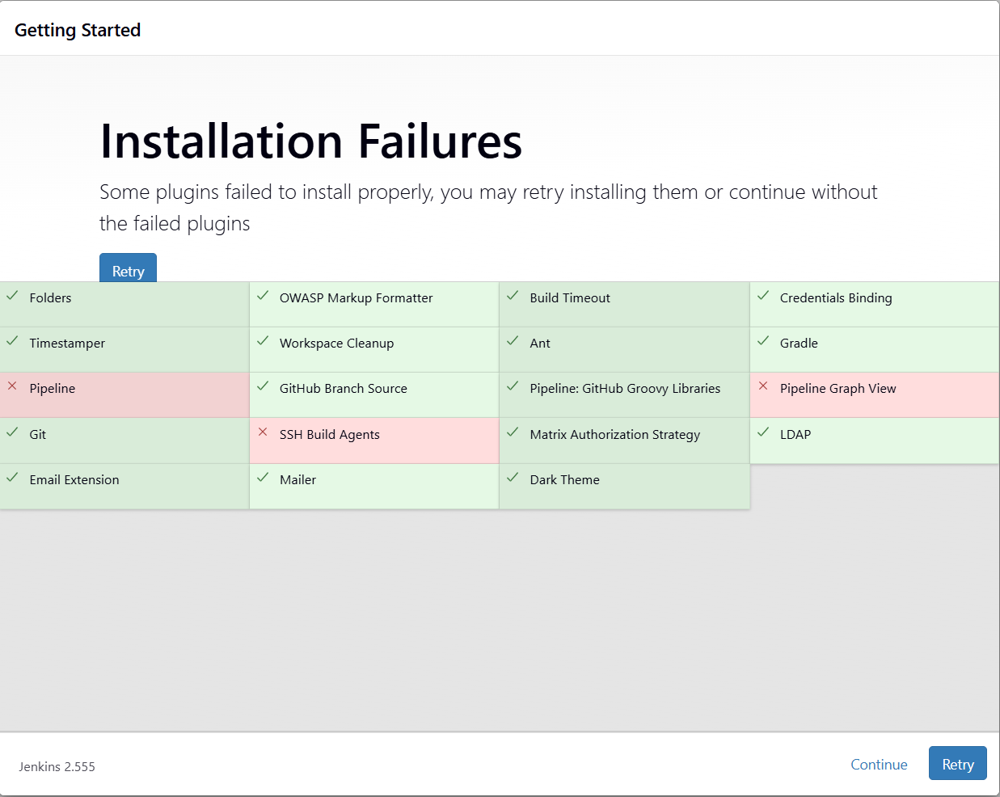 Getting Started
Installation Failures
Some plugins failed to install properly, you may retry installing them or continue without
the failed plugins
Retry
Folders
OWASP Markup Formatter
Build Timeout
Credentials Binding
Timestamper
Workspace Cleanup
Ant
Gradle
Pipeline
GitHub Branch Source
Pipeline: GitHub Groovy Libraries
Pipeline Graph View
Git
SSH Build Agents
Matrix Authorization Strategy
LDAP
Email Extension
Mailer
Dark Theme
Jenkins 2.555
Continue
Retry